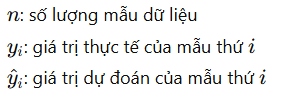 n: số lượng mẫu dữ liệu
yᵢ: giá trị thực tế của mẫu thứ i
ŷᵢ: giá trị dự đoán của mẫu thứ i